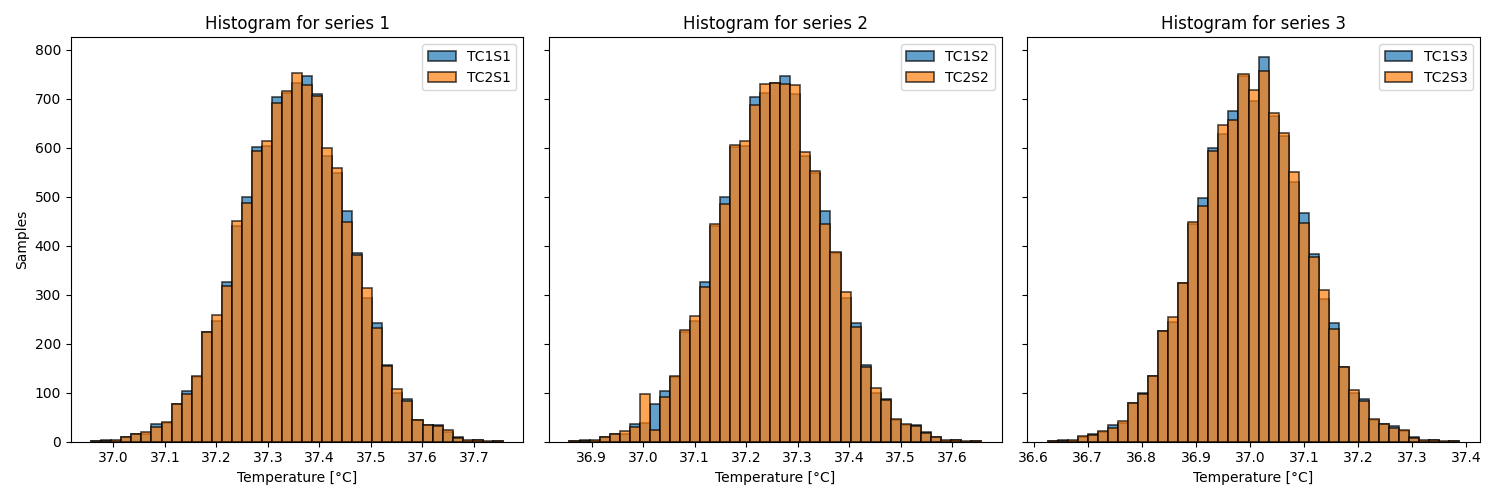 Histogram for series 1
Histogram for series 2
Histogram for series 3
TC1S1
TC2S1
TC1S2
TC2S2
TC1S3
TC2S3
Samples
800
700
600
500
400
300
200
100
0
37.0 37.1 37.2 37.3 37.4 37.5 37.6 37.7
36.9 37.0 37.1 37.2 37.3 37.4 37.5 37.6
36.6 36.7 36.8 36.9 37.0 37.1 37.2 37.3 37.4
Temperature [°C]
Temperature [°C]
Temperature [°C]